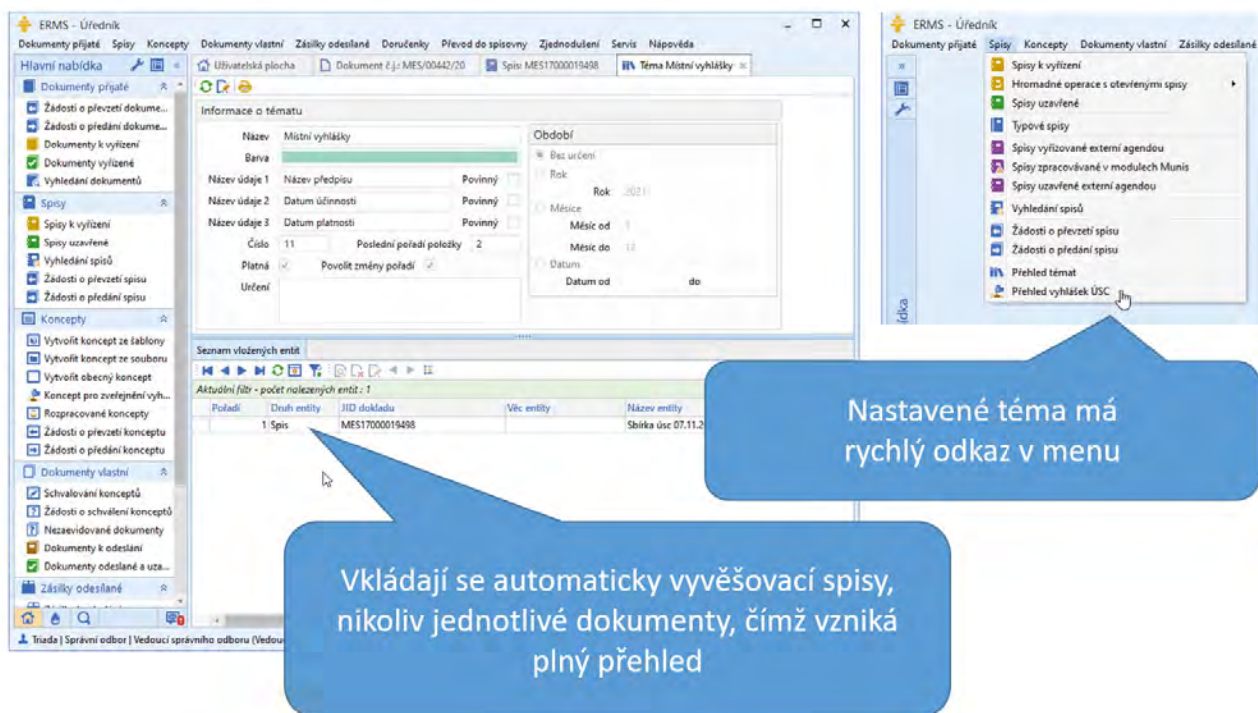 ERMS - Úředník
Dokumenty přijaté Spisy Koncepty Dokumenty vlastní Zásilky odesílané Doručenky Převod do spisovny Zjednodušení Servis Nápověda
Hlavní nabídka
Dokumenty přijaté
Žádosti o převzetí dokume...
Žádosti o předání dokume...
Dokumenty k vyřízení
Dokumenty vyřízené
Vyhledání dokumentů
Spisy
Spisy k vyřízení
Spisy uzavřené
Vyhledání spisů
Žádosti o převzetí spisu
Žádosti o předání spisu
Koncepty
Vytvořit koncept ze šablony
Vytvořit koncept ze souboru
Vytvořit obecný koncept
Koncept pro zveřejnění vyh...
Rozpracované koncepty
Žádosti o převzetí konceptu
Žádosti o předání konceptu
Dokumenty vlastní
Schvalování konceptů
Žádosti o schválení konceptů
Nezaevidované dokumenty
Dokumenty k odeslání
Dokumenty odeslané a uza...
Zásilky odesílané
Triada | Správní odbor | Vedoucí správního odboru
Uživatelská plocha Dokument č.j.: MES/00442/20 Spis: MES17000019498 Téma Místní vyhlášky
Informace o tématu
Název Místní vyhlášky
Barva
Název údaje 1 Název předpisu Povinný
Název údaje 2 Datum účinnosti Povinný
Název údaje 3 Datum platnosti Povinný
Číslo 11 Poslední pořadí položky 2
Platná Povolit změny pořadí
Určení
Období
Bez určení
Rok
Rok 2021
Měsíce
Měsíc od 1
Měsíc do 12
Datum
Datum od do
Seznam vložených entit
Aktuální filtr - počet nalezených entit : 1
Pořadí Druh entity JID dokladu Věc entity Název entity
1 Spis MES17000019498 Sbírka úsc 07.11.2
Vkládají se automaticky vyvěšovací spisy,
nikoliv jednotlivé dokumenty, čímž vzniká
plný přehled
ERMS - Úředník
Dokumenty přijaté Spisy Koncepty Dokumenty vlastní Zásilky odesílané
Spisy k vyřízení
Hromadné operace s otevřenými spisy
Spisy uzavřené
Typové spisy
Spisy vyřizované externí agendou
Spisy zpracovávané v modulech Munis
Spisy uzavřené externí agendou
Vyhledání spisů
Žádosti o převzetí spisu
Žádosti o předání spisu
Přehled témat
Přehled vyhlášek ÚSC
Nastavené téma má
rychlý odkaz v menu